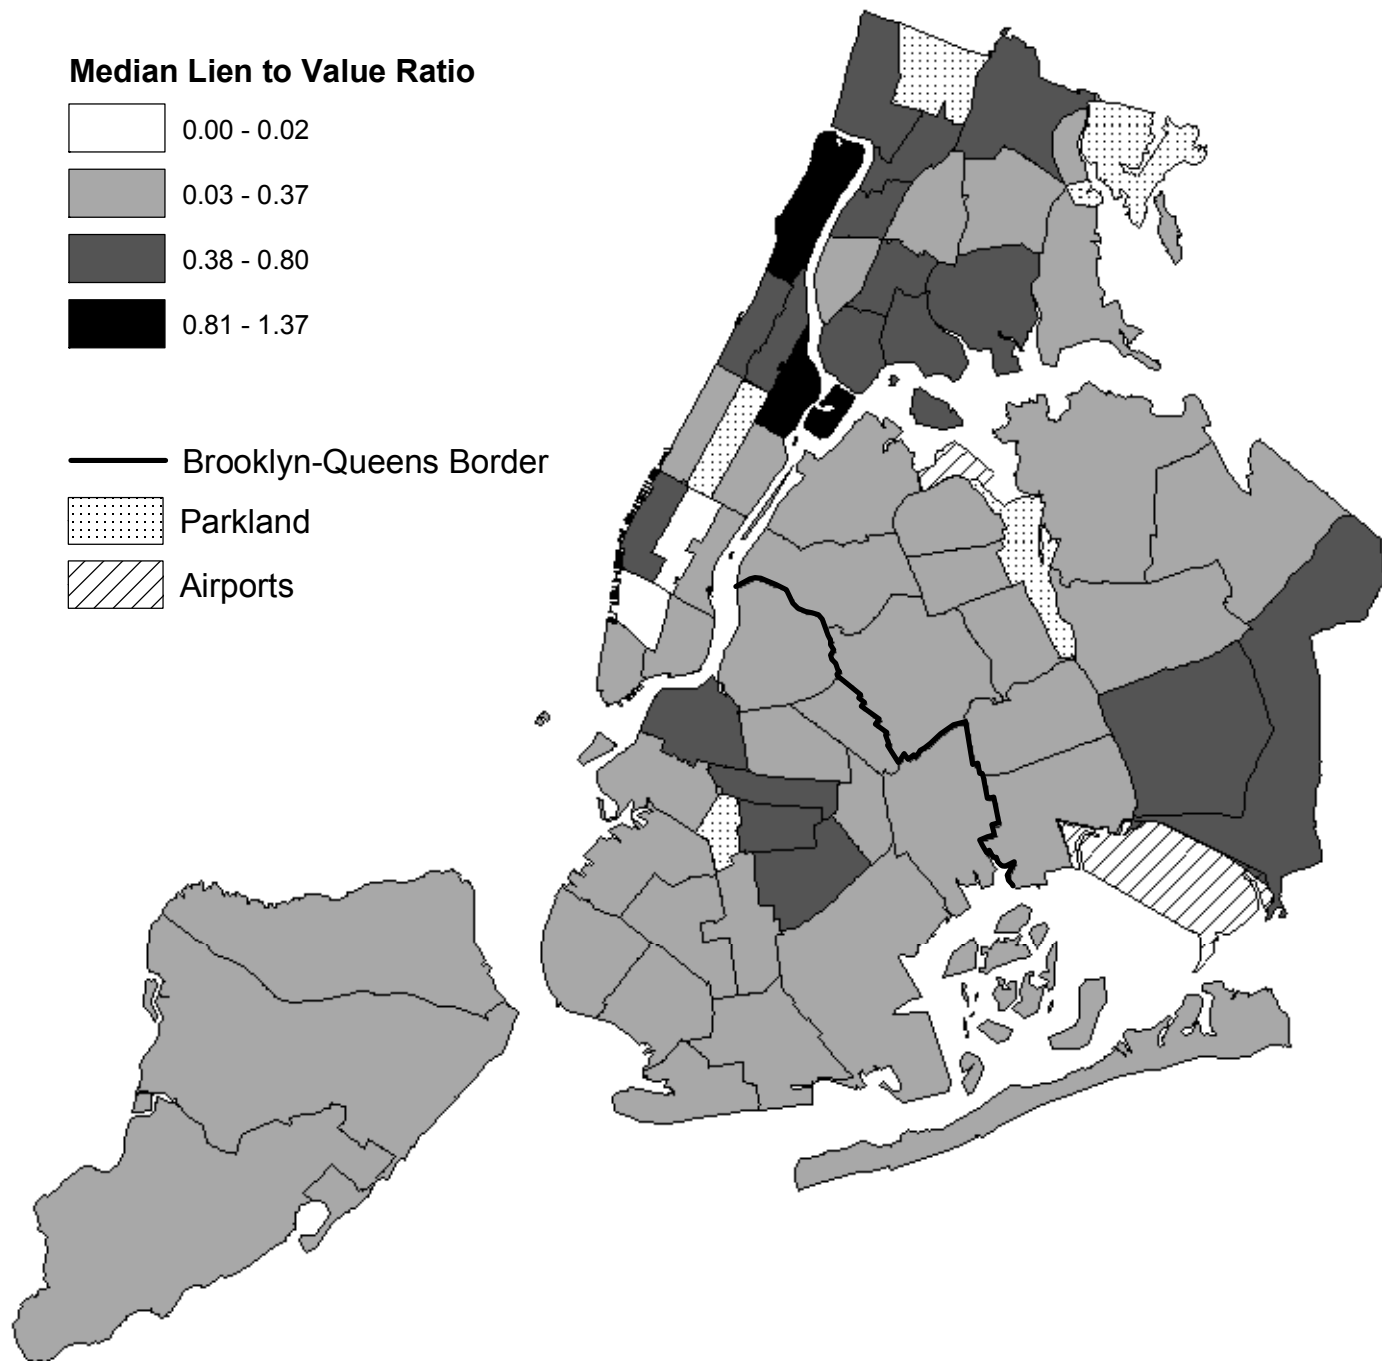 Median Lien to Value Ratio
0.00 - 0.02
0.03 - 0.37
0.38 - 0.80
0.81 - 1.37
Brooklyn-Queens Border
Parkland
Airports